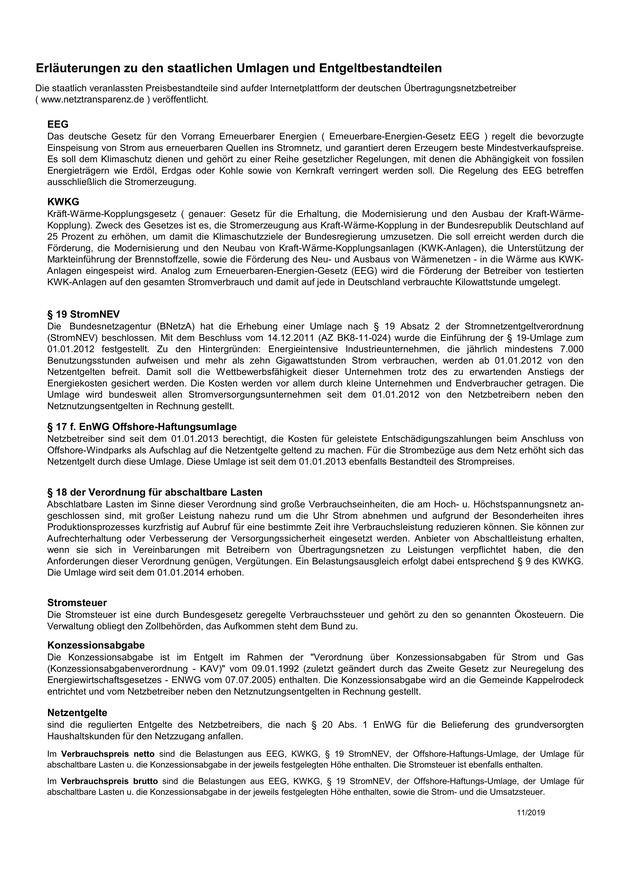 Erläuterungen zu den staatlichen Umlagen und Entgeltbestandteilen
Die staatlich veranlassten Preisbestandteile sind aufder Internetplattform der deutschen Übertragungsnetzbetreiber
( www.netztransparenz.de ) veröffentlicht.
EEG
Das deutsche Gesetz für den Vorrang Erneuerbarer Energien ( Erneuerbare-Energien-Gesetz EEG ) regelt die bevorzugte
Einspeisung von Strom aus erneuerbaren Quellen ins Stromnetz, und garantiert deren Erzeugern beste Mindestverkaufspreise.
Es soll dem Klimaschutz dienen und gehört zu einer Reihe gesetzlicher Regelungen, mit denen die Abhängigkeit von fossilen
Energieträgern wie Erdöl, Erdgas oder Kohle sowie von Kernkraft verringert werden soll. Die Regelung des EEG betreffen
ausschließlich die Stromerzeugung.
KWKG
Kräft-Wärme-Kopplungsgesetz ( genauer: Gesetz für die Erhaltung, die Modernisierung und den Ausbau der Kraft-Wärme-
Kopplung). Zweck des Gesetzes ist es, die Stromerzeugung aus Kraft-Wärme-Kopplung in der Bundesrepublik Deutschland auf
25 Prozent zu erhöhen, um damit die Klimaschutzziele der Bundesregierung umzusetzen. Die soll erreicht werden durch die
Förderung, die Modernisierung und den Neubau von Kraft-Wärme-Kopplungsanlagen (KWK-Anlagen), die Unterstützung der
Markteinführung der Brennstoffzelle, sowie die Förderung des Neu- und Ausbaus von Wärmenetzen - in die Wärme aus KWK-
Anlagen eingespeist wird. Analog zum Erneuerbaren-Energien-Gesetz (EEG) wird die Förderung der Betreiber von testierten
KWK-Anlagen auf den gesamten Stromverbrauch und damit auf jede in Deutschland verbrauchte Kilowattstunde umgelegt.
§ 19 StromNEV
Die Bundesnetzagentur (BNetzA) hat die Erhebung einer Umlage nach § 19 Absatz 2 der Stromnetzentgeltverordnung
(StromNEV) beschlossen. Mit dem Beschluss vom 14.12.2011 (AZ BK8-11-024) wurde die Einführung der § 19-Umlage zum
01.01.2012 festgestellt. Zu den Hintergründen: Energieintensive Industrieunternehmen, die jährlich mindestens 7.000
Benutzungsstunden aufweisen und mehr als zehn Gigawattstunden Strom verbrauchen, werden ab 01.01.2012 von den
Netzentgelten befreit. Damit soll die Wettbewerbsfähigkeit dieser Unternehmen trotz des zu erwartenden Anstiegs der
Energiekosten gesichert werden. Die Kosten werden vor allem durch kleine Unternehmen und Endverbraucher getragen. Die
Umlage wird bundesweit allen Stromversorgungsunternehmen seit dem 01.01.2012 von den Netzbetreibern neben den
Netznutzungsentgelten in Rechnung gestellt.
§ 17 f. EnWG Offshore-Haftungsumlage
Netzbetreiber sind seit dem 01.01.2013 berechtigt, die Kosten für geleistete Entschädigungszahlungen beim Anschluss von
Offshore-Windparks als Aufschlag auf die Netzentgelte geltend zu machen. Für die Strombezüge aus dem Netz erhöht sich das
Netzentgelt durch diese Umlage. Diese Umlage ist seit dem 01.01.2013 ebenfalls Bestandteil des Strompreises.
§ 18 der Verordnung für abschaltbare Lasten
Abschlatbare Lasten im Sinne dieser Verordnung sind große Verbrauchseinheiten, die am Hoch- u. Höchstspannungsnetz an-
geschlossen sind, mit großer Leistung nahezu rund um die Uhr Strom abnehmen und aufgrund der Besonderheiten ihres
Produktionsprozesses kurzfristig auf Aufruf für eine bestimmte Zeit ihre Verbrauchsleistung reduzieren können. Sie können zur
Aufrechterhaltung oder Verbesserung der Versorgungssicherheit eingesetzt werden. Anbieter von Abschaltleistung erhalten,
wenn sie sich in Vereinbarungen mit Betreibern von Übertragungsnetzen zu Leistungen verpflichtet haben, die den
Anforderungen dieser Verordnung genügen, Vergütungen. Ein Belastungsausgleich erfolgt dabei entsprechend § 9 des KWKG.
Die Umlage wird seit dem 01.01.2014 erhoben.
Stromsteuer
Die Stromsteuer ist eine durch Bundesgesetz geregelte Verbrauchssteuer und gehört zu den so genannten Ökosteuern. Die
Verwaltung obliegt den Zollbehörden, das Aufkommen steht dem Bund zu.
Konzessionsabgabe
Die Konzessionsabgabe ist im Entgelt im Rahmen der "Verordnung über Konzessionsabgaben für Strom und Gas
(Konzessionsabgabenverordnung - KAV)" vom 09.01.1992 (zuletzt geändert durch das Zweite Gesetz zur Neuregelung des
Energiewirtschaftsgesetzes - ENWG vom 07.07.2005) enthalten. Die Konzessionsabgabe wird an die Gemeinde Kappelrodeck
entrichtet und vom Netzbetreiber neben den Netznutzungsentgelten in Rechnung gestellt.
Netzentgelte
sind die regulierten Entgelte des Netzbetreibers, die nach § 20 Abs. 1 EnWG für die Belieferung des grundversorgten
Haushaltskunden für den Netzzugang anfallen.
Im Verbrauchspreis netto sind die Belastungen aus EEG, KWKG, § 19 StromNEV, der Offshore-Haftungs-Umlage, der Umlage für
abschaltbare Lasten u. die Konzessionsabgabe in der jeweils festgelegten Höhe enthalten. Die Stromsteuer ist ebenfalls enthalten.
Im Verbrauchspreis brutto sind die Belastungen aus EEG, KWKG, § 19 StromNEV, der Offshore-Haftungs-Umlage, der Umlage für
abschaltbare Lasten u. die Konzessionsabgabe in der jeweils festgelegten Höhe enthalten, sowie die Strom- und die Umsatzsteuer.
11/2019